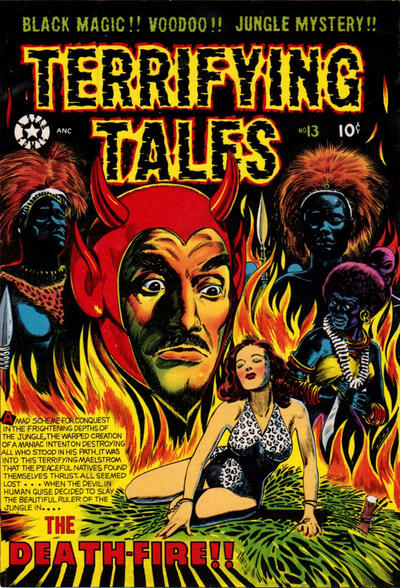 BLACK MAGIC!! VOODOO!! JUNGLE MYSTERY!!
TERRIFYING
TALES
ANC
NO 13 10¢
A MAD SCHEME FOR CONQUEST
IN THE FRIGHTENING DEPTHS OF
THE JUNGLE, THE WARPED CREATION
OF A MANIAC INTENT ON DESTROYING
ALL WHO STOOD IN HIS PATH, IT WAS
INTO THIS TERRIFYING MAELSTROM
THAT THE PEACEFUL NATIVES FOUND
THEMSELVES THRUST. ALL SEEMED
LOST . . . . WHEN THE DEVIL IN
HUMAN GUISE DECIDED TO SLAY
THE BEAUTIFUL RULER OF THE
JUNGLE IN....
THE
DEATH-FIRE!!